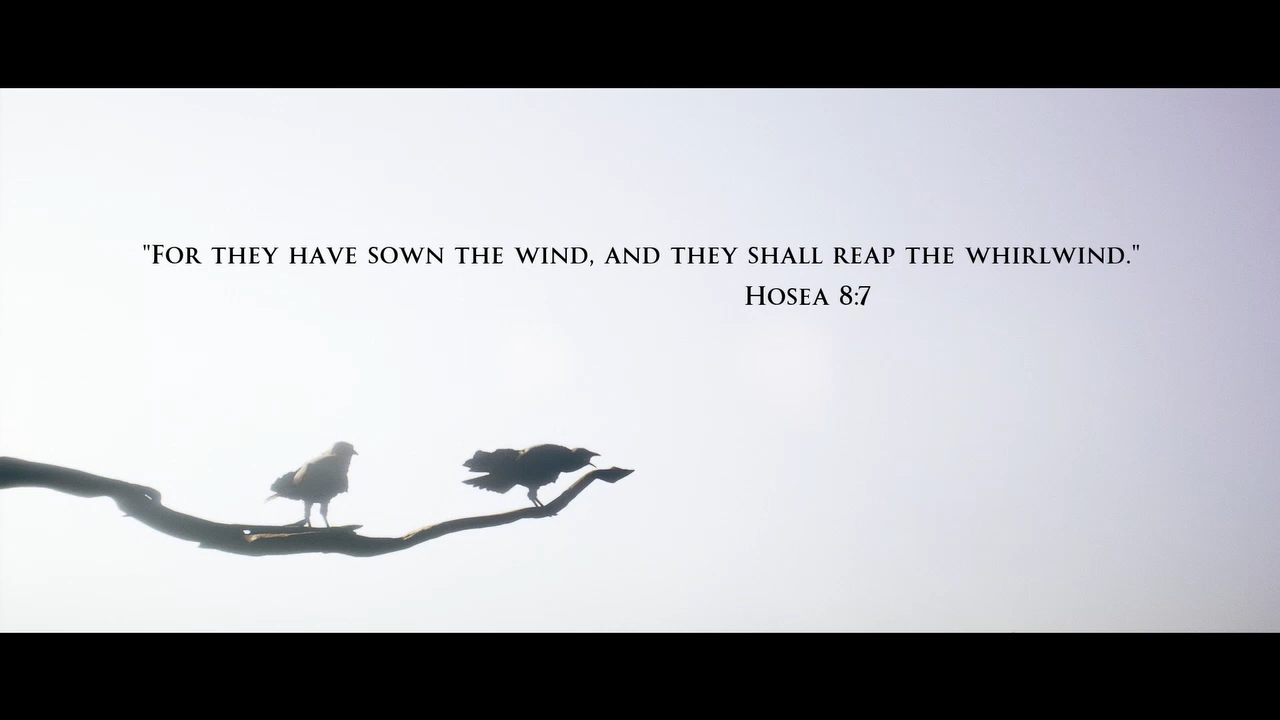 "For they have sown the wind, and they shall reap the whirlwind."
Hosea 8:7